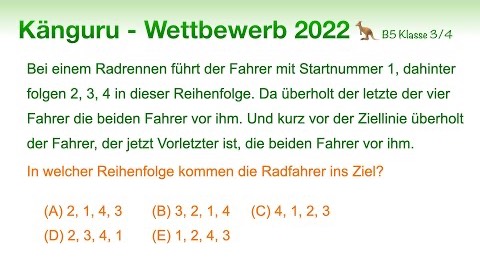 Känguru - Wettbewerb 2022 B5 Klasse 3/4
Bei einem Radrennen führt der Fahrer mit Startnummer 1, dahinter
folgen 2, 3, 4 in dieser Reihenfolge. Da überholt der letzte der vier
Fahrer die beiden Fahrer vor ihm. Und kurz vor der Ziellinie überholt
der Fahrer, der jetzt Vorletzter ist, die beiden Fahrer vor ihm.
In welcher Reihenfolge kommen die Radfahrer ins Ziel?
(A) 2, 1, 4, 3 (B) 3, 2, 1, 4 (C) 4, 1, 2, 3
(D) 2, 3, 4, 1 (E) 1, 2, 4, 3